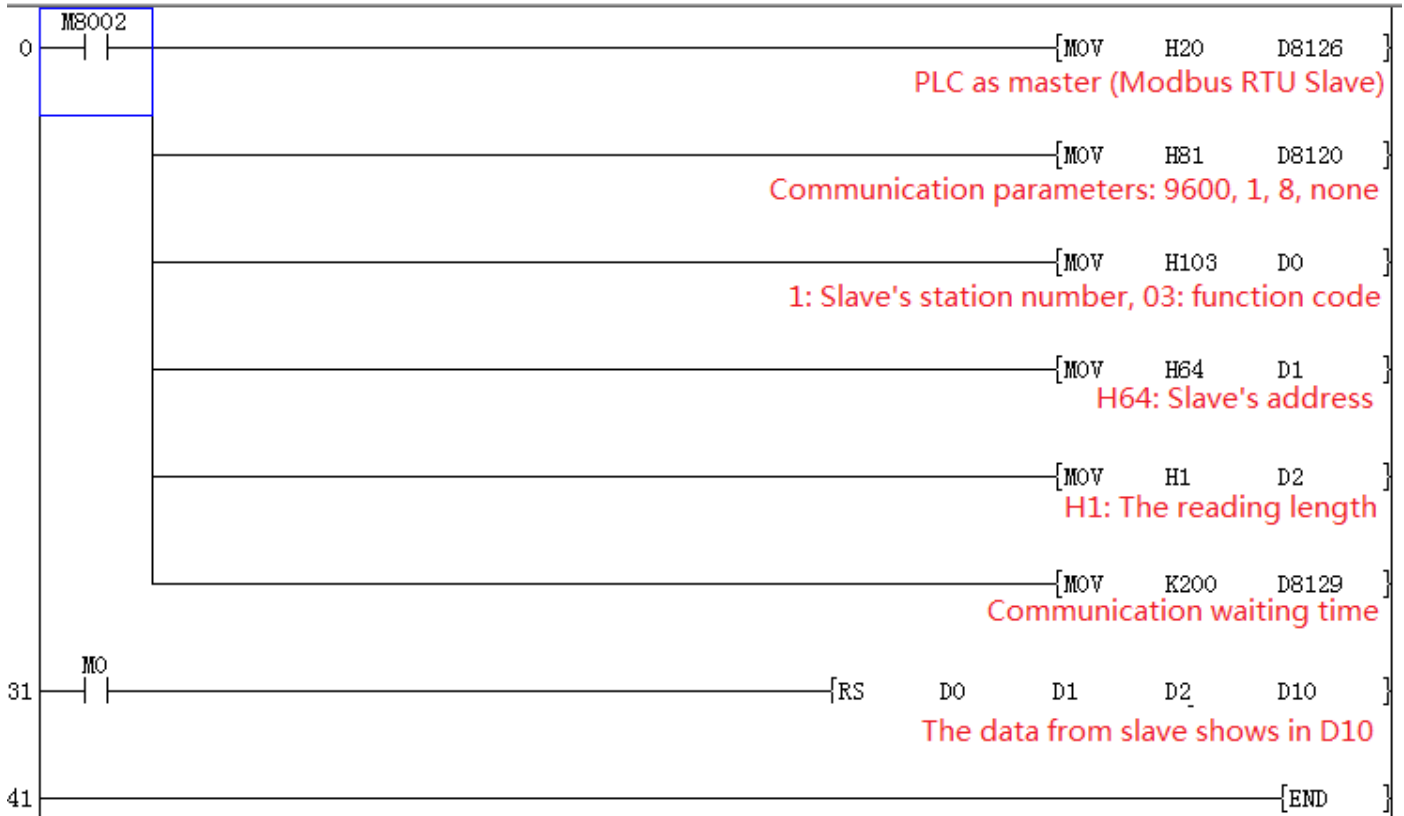 M8002
0 [MOV H20 D8126 ]
PLC as master (Modbus RTU Slave)
[MOV H81 D8120 ]
Communication parameters: 9600, 1, 8, none
[MOV H103 D0 ]
1: Slave's station number, 03: function code
[MOV H64 D1 ]
H64: Slave's address
[MOV H1 D2 ]
H1: The reading length
[MOV K200 D8129 ]
Communication waiting time
M0
31 [RS D0 D1 D2 D10 ]
The data from slave shows in D10
41 [END ]